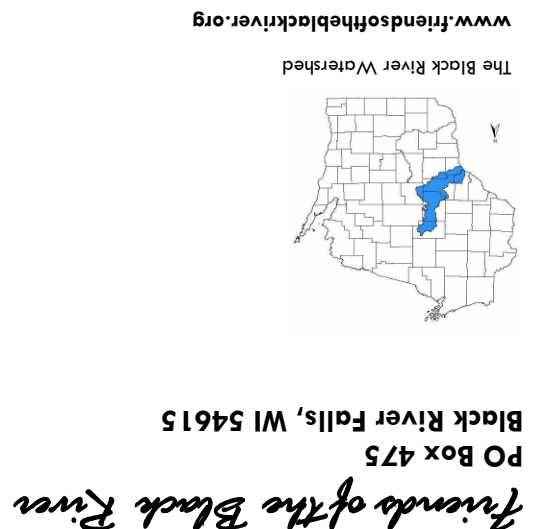 Friends of the Black River
PO Box 475
Black River Falls, WI 54615
N
The Black River Watershed
www.friendsoftheblackriver.org